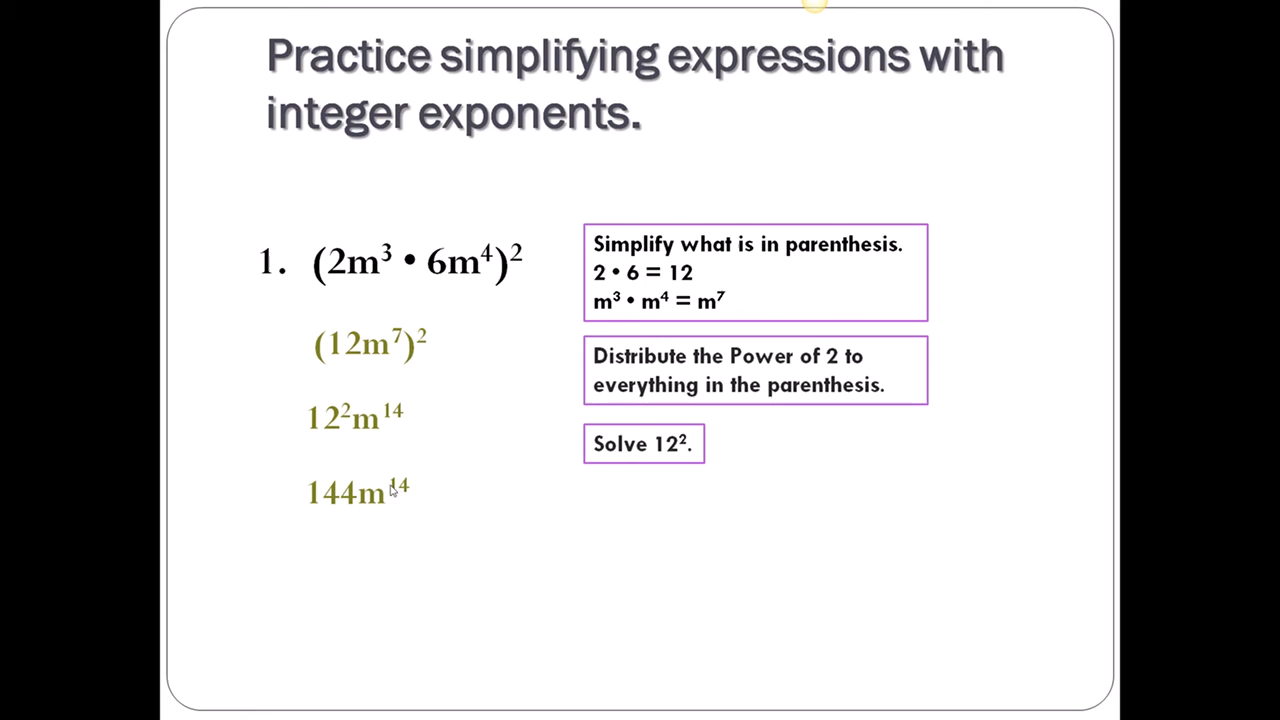 Practice simplifying expressions with
integer exponents.
1. (2m³ • 6m⁴)²
Simplify what is in parenthesis.
2 • 6 = 12
m³ • m⁴ = m⁷
(12m⁷)²
Distribute the Power of 2 to
everything in the parenthesis.
12²m¹⁴
Solve 12².
144m¹⁴